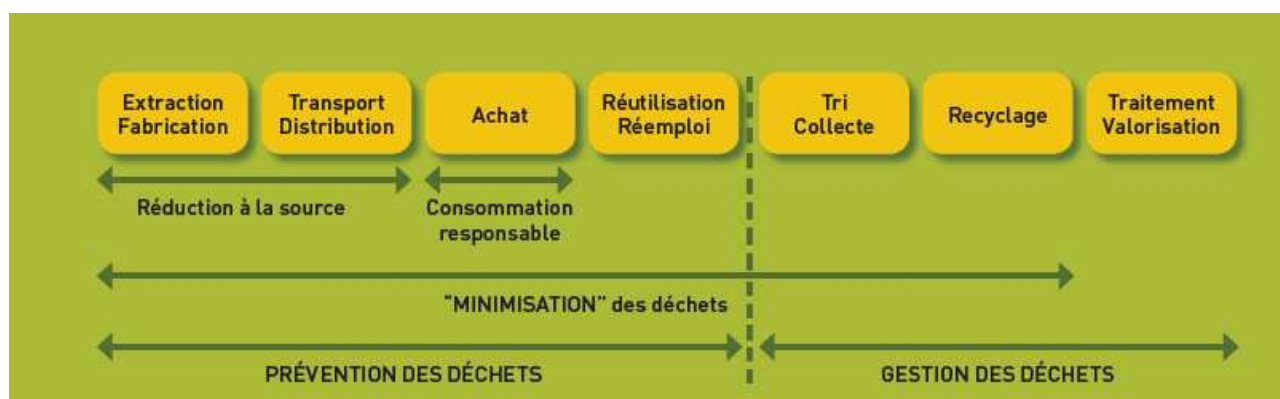 Extraction
Fabrication
Transport
Distribution
Achat
Réutilisation
Réemploi
Tri
Collecte
Recyclage
Traitement
Valorisation
Réduction à la source
Consommation
responsable
"MINIMISATION" des déchets
PRÉVENTION DES DÉCHETS
GESTION DES DÉCHETS